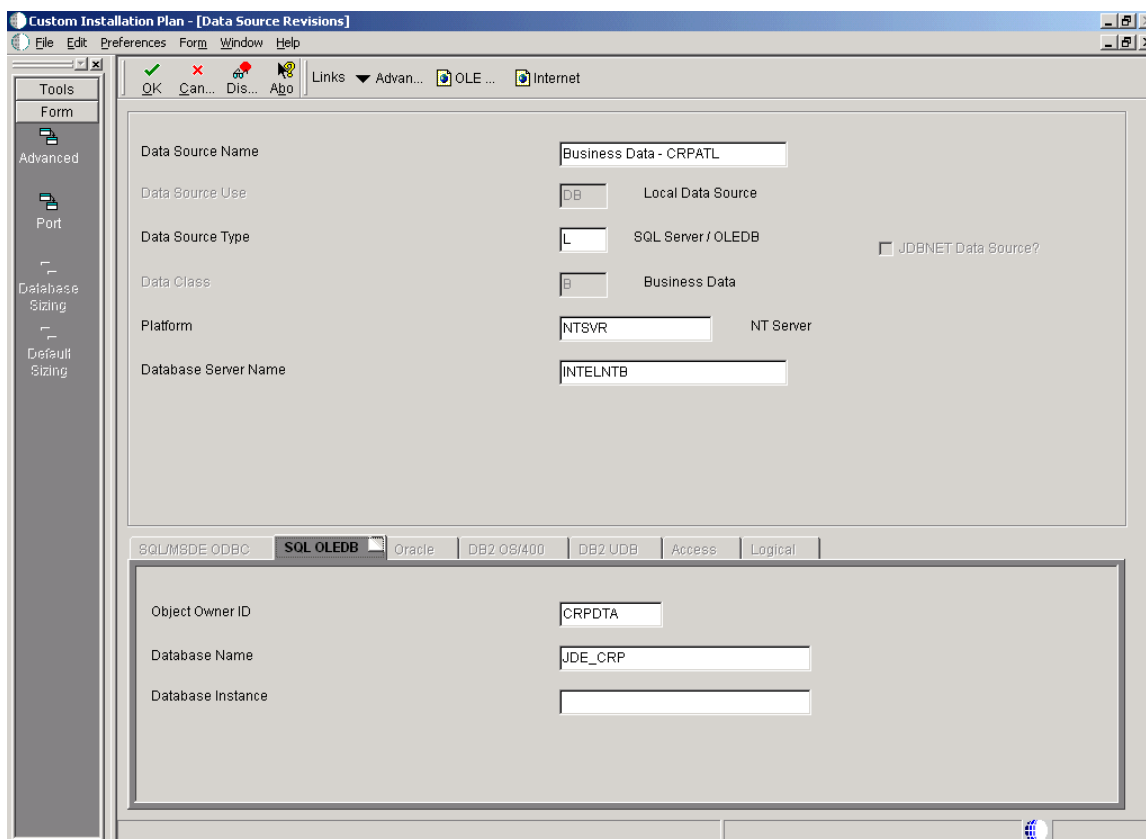 Custom Installation Plan - [Data Source Revisions]
File Edit Preferences Form Window Help
Tools
Form
Advanced
Port
Database
Sizing
Default
Sizing
OK Can... Dis... Abo Links Advan... OLE ... Internet
Data Source Name Business Data - CRPATL
Data Source Use DB Local Data Source
Data Source Type L SQL Server / OLEDB JDBNET Data Source?
Data Class B Business Data
Platform NTSVR NT Server
Database Server Name INTELNTB
SQL/MSDE ODBC SQL OLEDB Oracle DB2 OS/400 DB2 UDB Access Logical
Object Owner ID CRPDTA
Database Name JDE_CRP
Database Instance